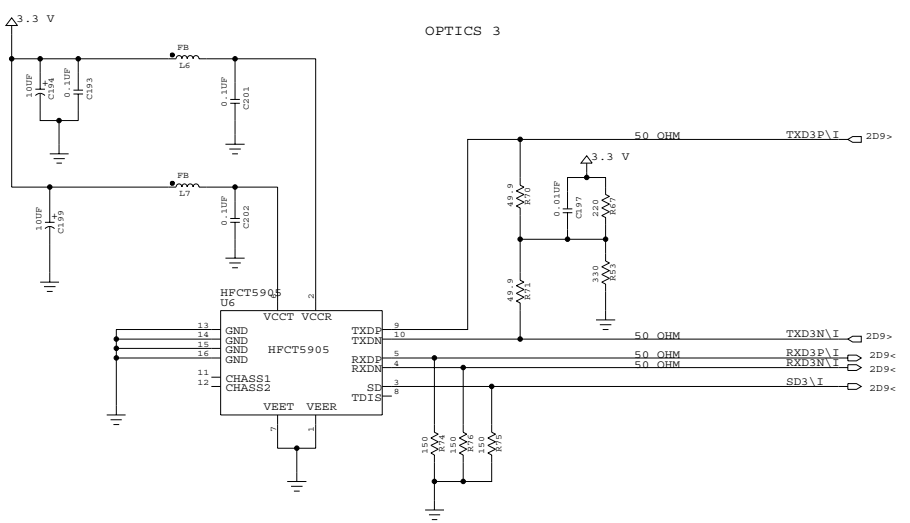 3.3 V
OPTICS 3
FB
L6
10UF
+
C194
0.1UF
C193
0.1UF
C201
50 OHM
TXD3P\I
2D9>
3.3 V
FB
L7
49.9
R70
0.01UF
C197
220
R67
10UF
+
C199
0.1UF
C202
330
R53
49.9
R71
HFCT5905
U6
6
2
VCCT
VCCR
13
GND
TXDP
9
14
GND
TXDN
10
50 OHM
TXD3N\I
2D9>
15
GND
HFCT5905
16
GND
RXDP
5
50 OHM
RXD3P\I
2D9<
RXDN
4
50 OHM
RXD3N\I
2D9<
11
CHASS1
12
CHASS2
SD
3
SD3\I
2D9<
TDIS
8
VEET
VEER
7
1
150
R74
150
R76
150
R75